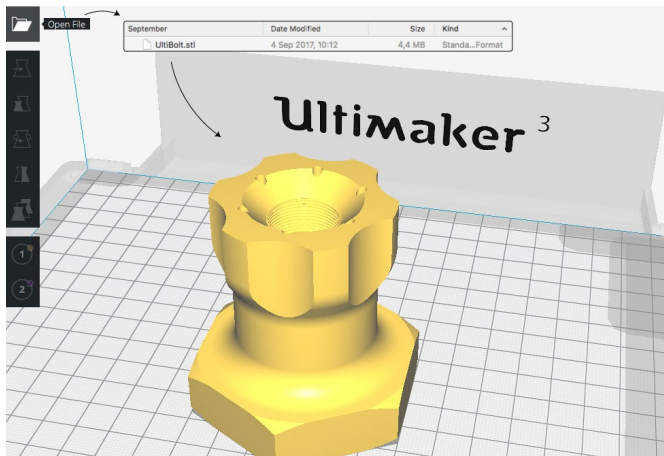 Open File
September Date Modified Size Kind
UltiBolt.stl 4 Sep 2017, 10:12 4,4 MB Standa...Format
Ultimaker 3
1
2